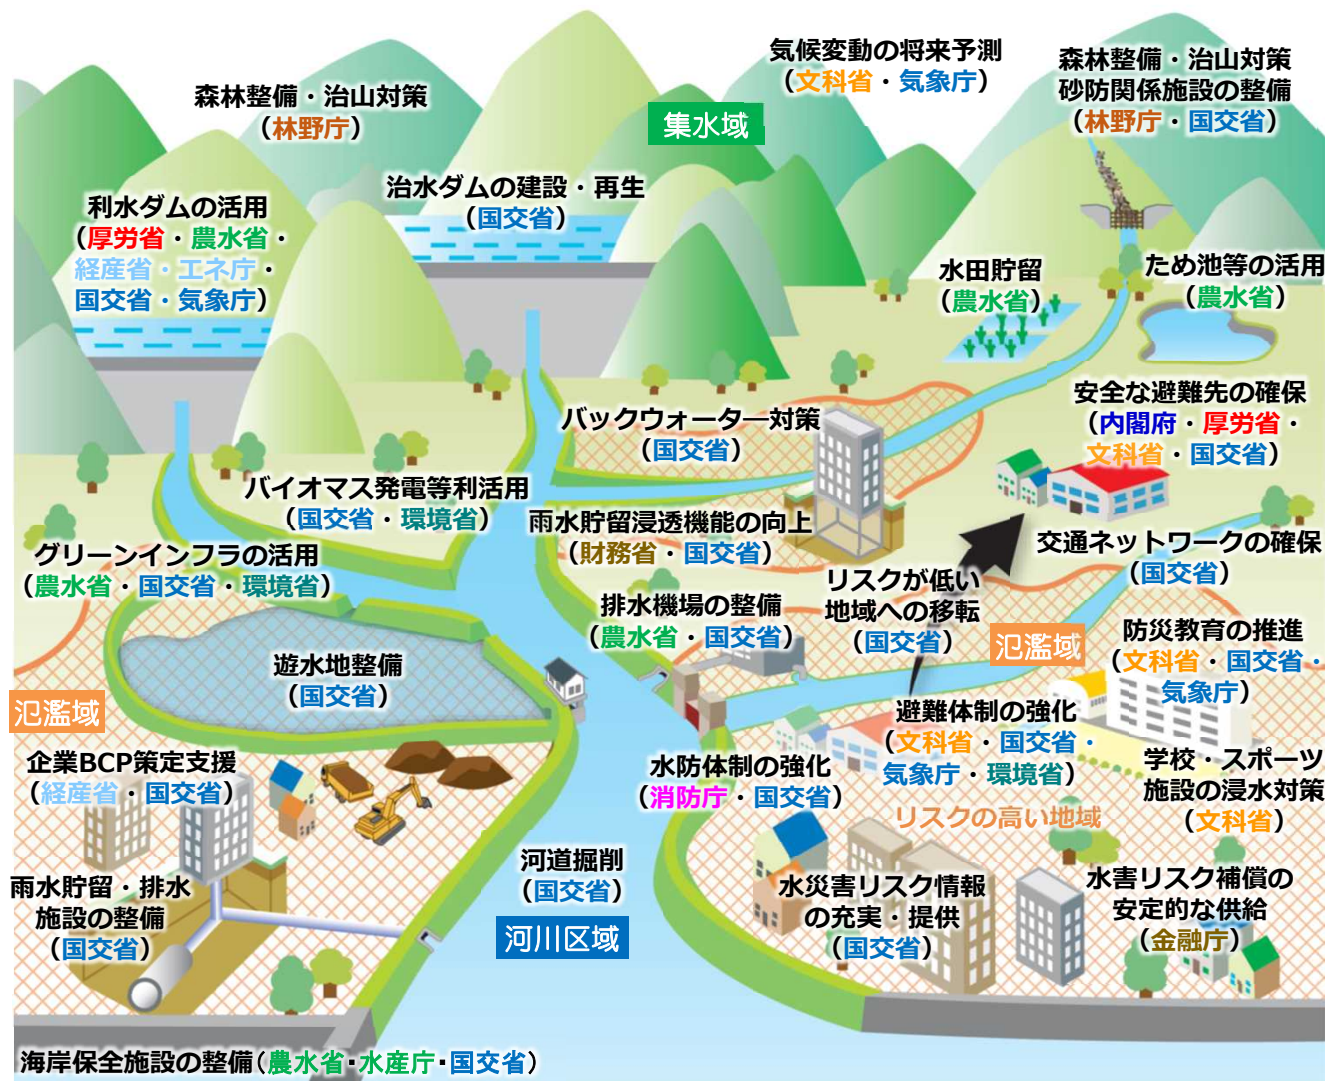 気候変動の将来予測
（文科省・気象庁）
森林整備・治山対策
砂防関係施設の整備
（林野庁・国交省）
森林整備・治山対策
（林野庁）
集水域
治水ダムの建設・再生
（国交省）
利水ダムの活用
（厚労省・農水省・
経産省・エネ庁・
国交省・気象庁）
水田貯留
（農水省）
ため池等の活用
（農水省）
安全な避難先の確保
（内閣府・厚労省・
文科省・国交省）
バックウォーター対策
（国交省）
バイオマス発電等利活用
（国交省・環境省）
雨水貯留浸透機能の向上
（財務省・国交省）
交通ネットワークの確保
（国交省）
グリーンインフラの活用
（農水省・国交省・環境省）
リスクが低い
地域への移転
（国交省）
排水機場の整備
（農水省・国交省）
氾濫域
防災教育の推進
（文科省・国交省・
気象庁）
遊水地整備
（国交省）
氾濫域
避難体制の強化
（文科省・国交省・
気象庁・環境省）
企業BCP策定支援
（経産省・国交省）
水防体制の強化
（消防庁・国交省）
学校・スポーツ
施設の浸水対策
（文科省）
リスクの高い地域
河道掘削
（国交省）
雨水貯留・排水
施設の整備
（国交省）
水災害リスク情報
の充実・提供
（国交省）
水害リスク補償の
安定的な供給
（金融庁）
河川区域
海岸保全施設の整備（農水省・水産庁・国交省）